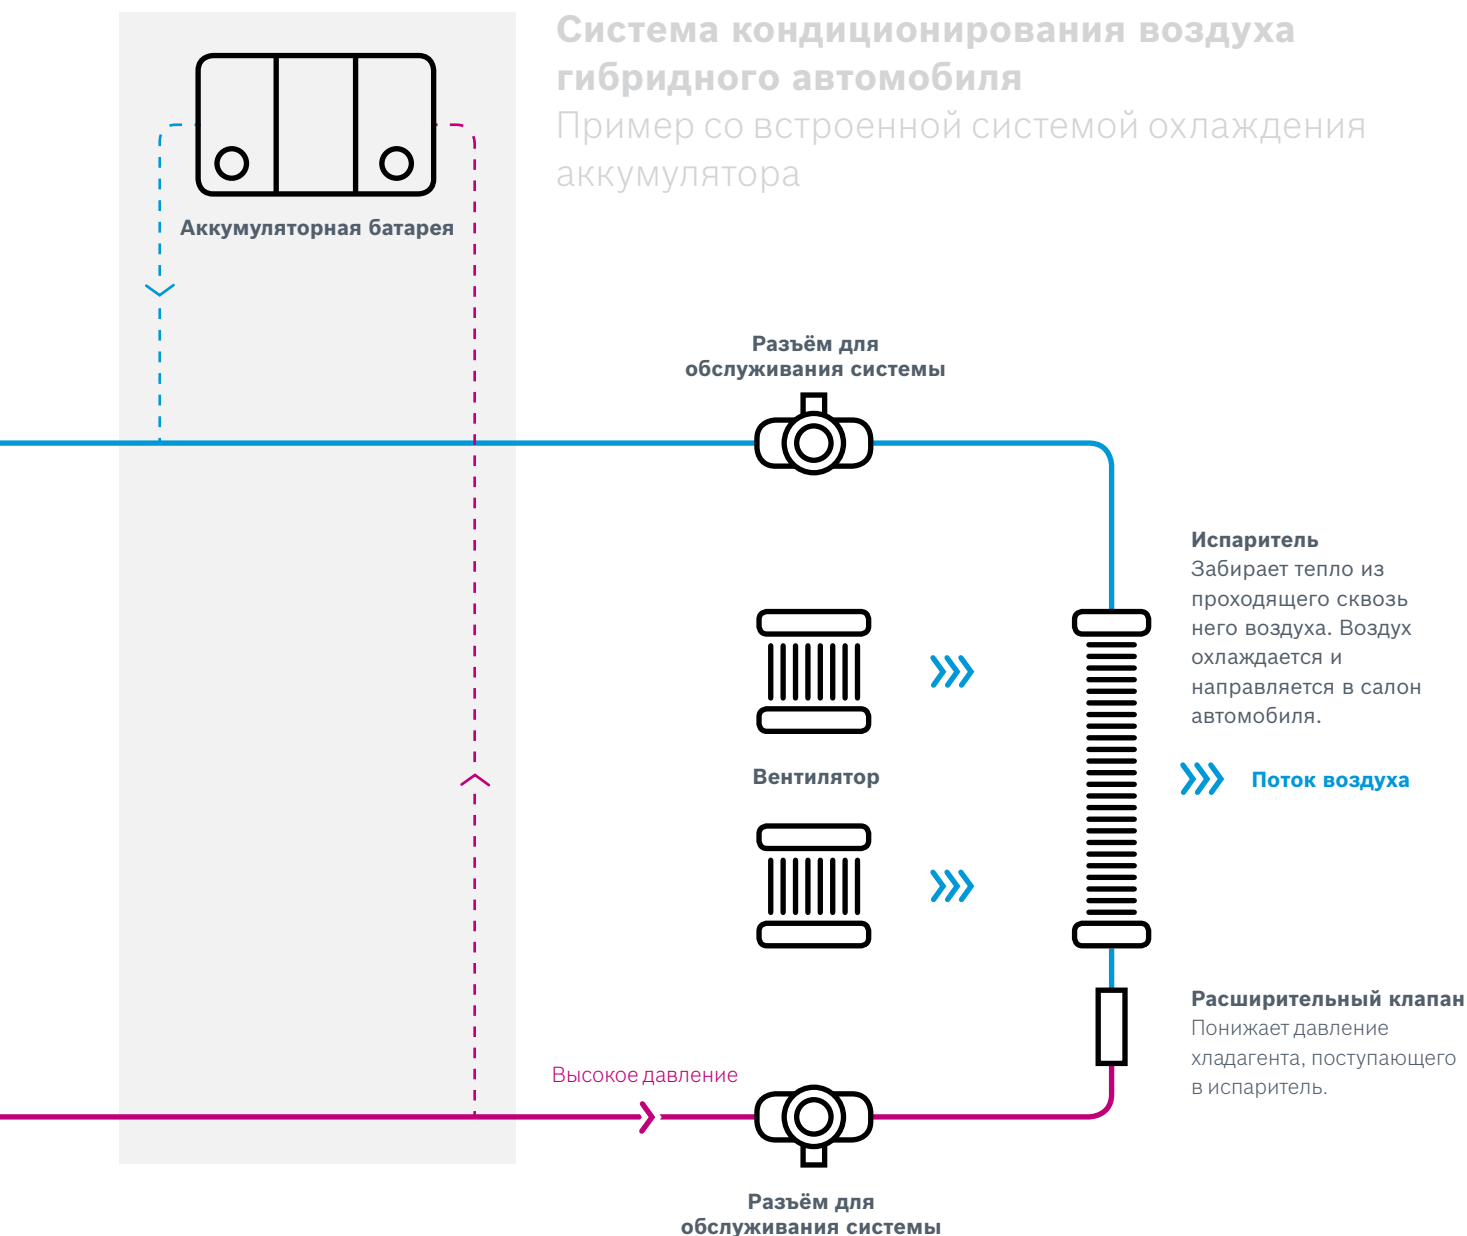 Система кондиционирования воздуха
гибридного автомобиля
Пример со встроенной системой охлаждения
аккумулятора
Аккумуляторная батарея
Разъём для
обслуживания системы
Испаритель
Забирает тепло из
проходящего сквозь
него воздуха. Воздух
охлаждается и
направляется в салон
автомобиля.
Вентилятор
Поток воздуха
Расширительный клапан
Понижает давление
хладагента, поступающего
в испаритель.
Высокое давление
Разъём для
обслуживания системы